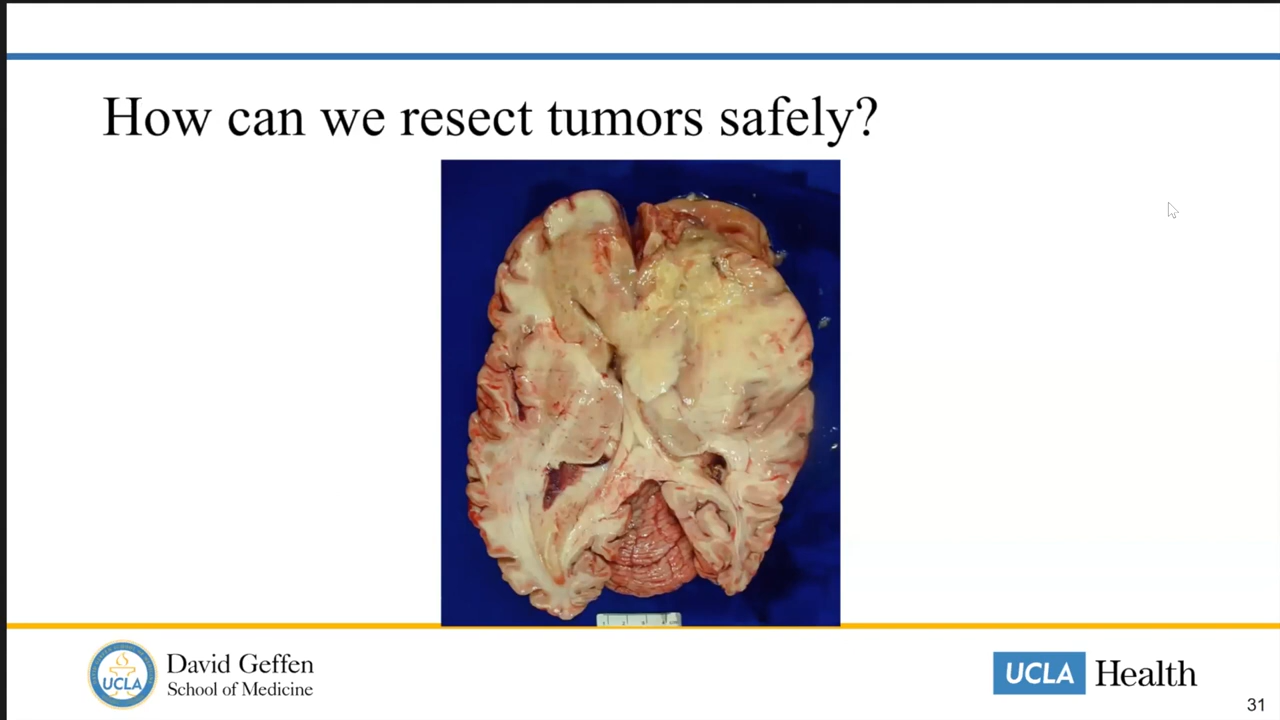 How can we resect tumors safely?
UCLA
David Geffen
School of Medicine
UCLA Health
31